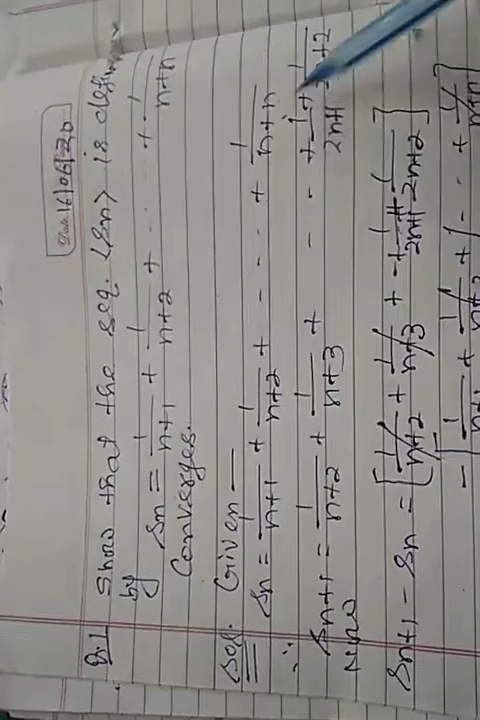 Date 16/06/20
Q.1 Show that the seq. <Sn> is defin
by Sn = 1/(n+1) + 1/(n+2) + ... + 1/(n+n)
Converges.
Sol. Given —
Sn = 1/(n+1) + 1/(n+2) + - - - + 1/(n+n)
∴ Sn+1 = 1/(n+2) + 1/(n+3) + - - + 1/(2n+1) + 1/(2n+2)
Now
Sn+1 - Sn = [1/(n+2) + 1/(n+3) + - + 1/(2n+1) + 1/(2n+2)]
- [1/(n+1) + 1/(n+2) + - .. + 1/(n+n)]